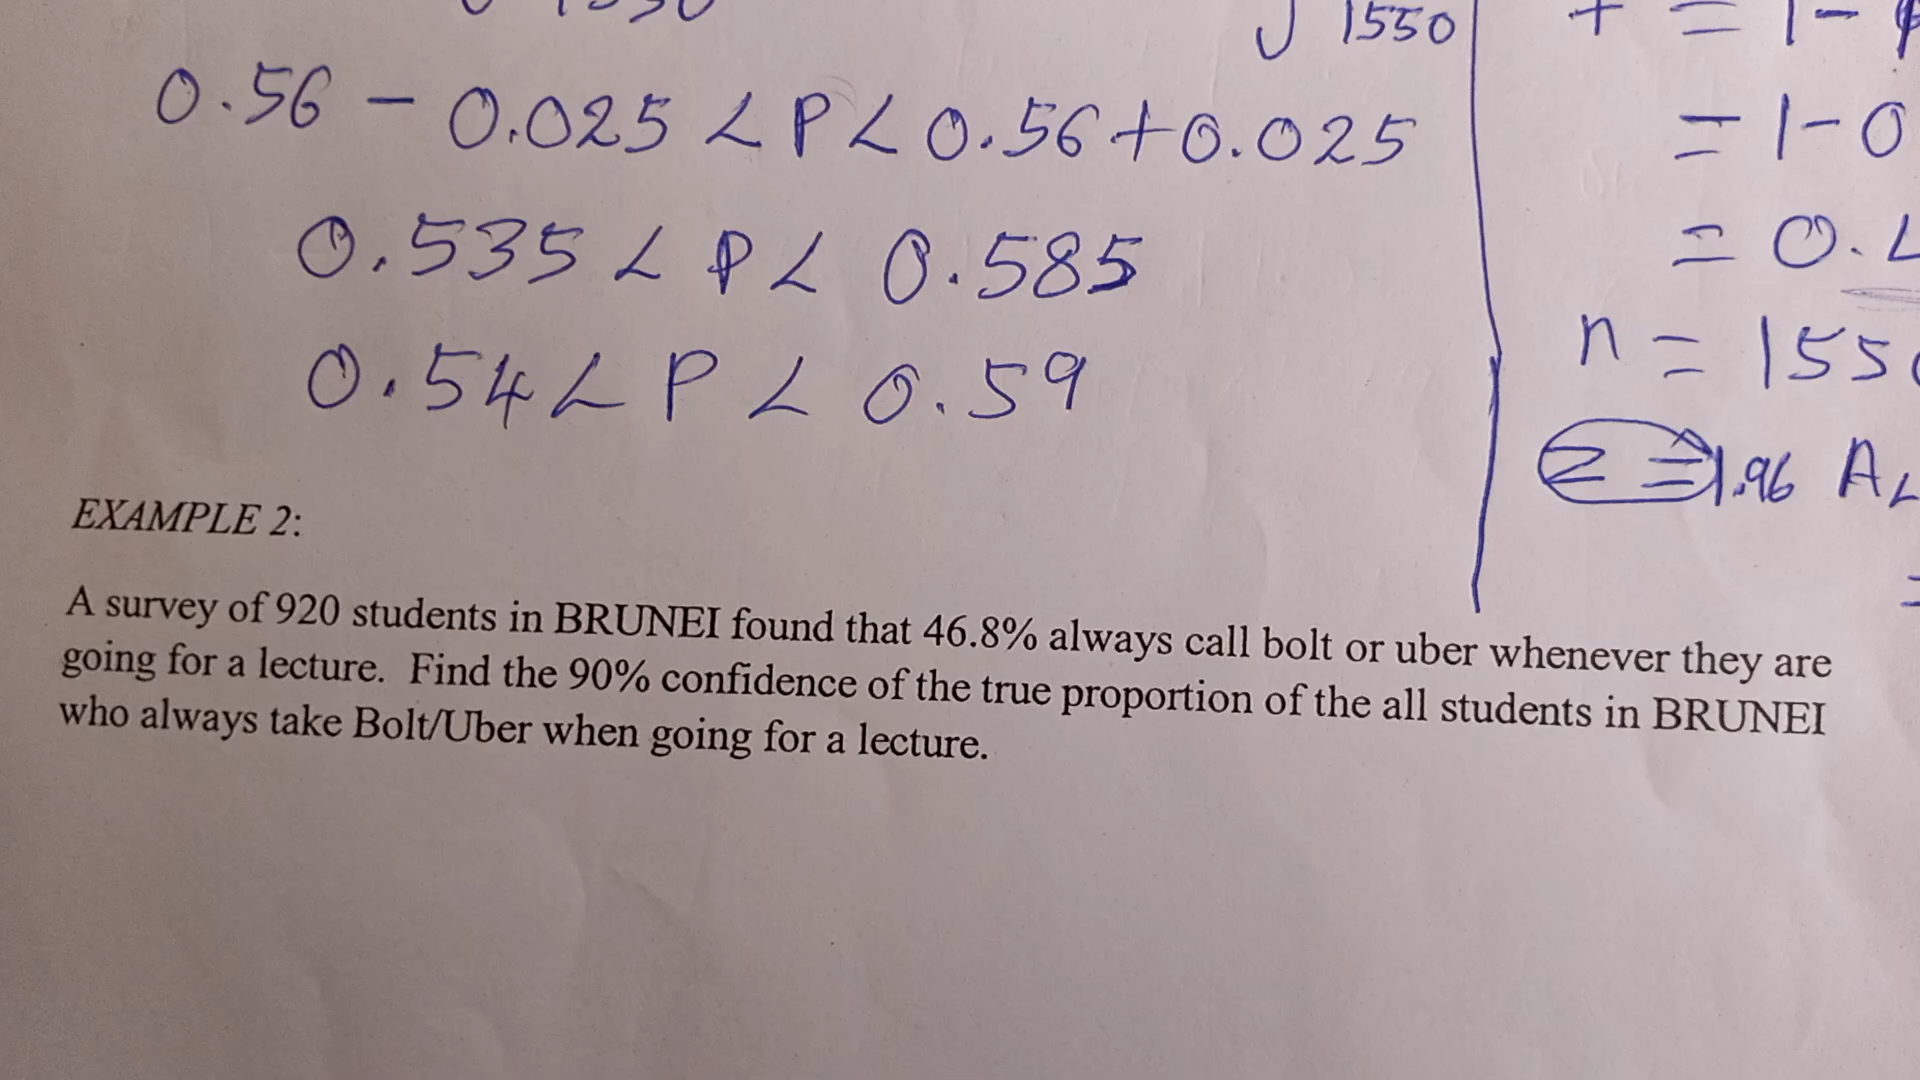 √1550
0.56 - 0.025 < P < 0.56 + 0.025
0.535 < P < 0.585
0.54 < P < 0.59
= 1 -
= 1 - 0
= 0.
n = 155
z = 1.96
EXAMPLE 2:
A survey of 920 students in BRUNEI found that 46.8% always call bolt or uber whenever they are
going for a lecture. Find the 90% confidence of the true proportion of the all students in BRUNEI
who always take Bolt/Uber when going for a lecture.